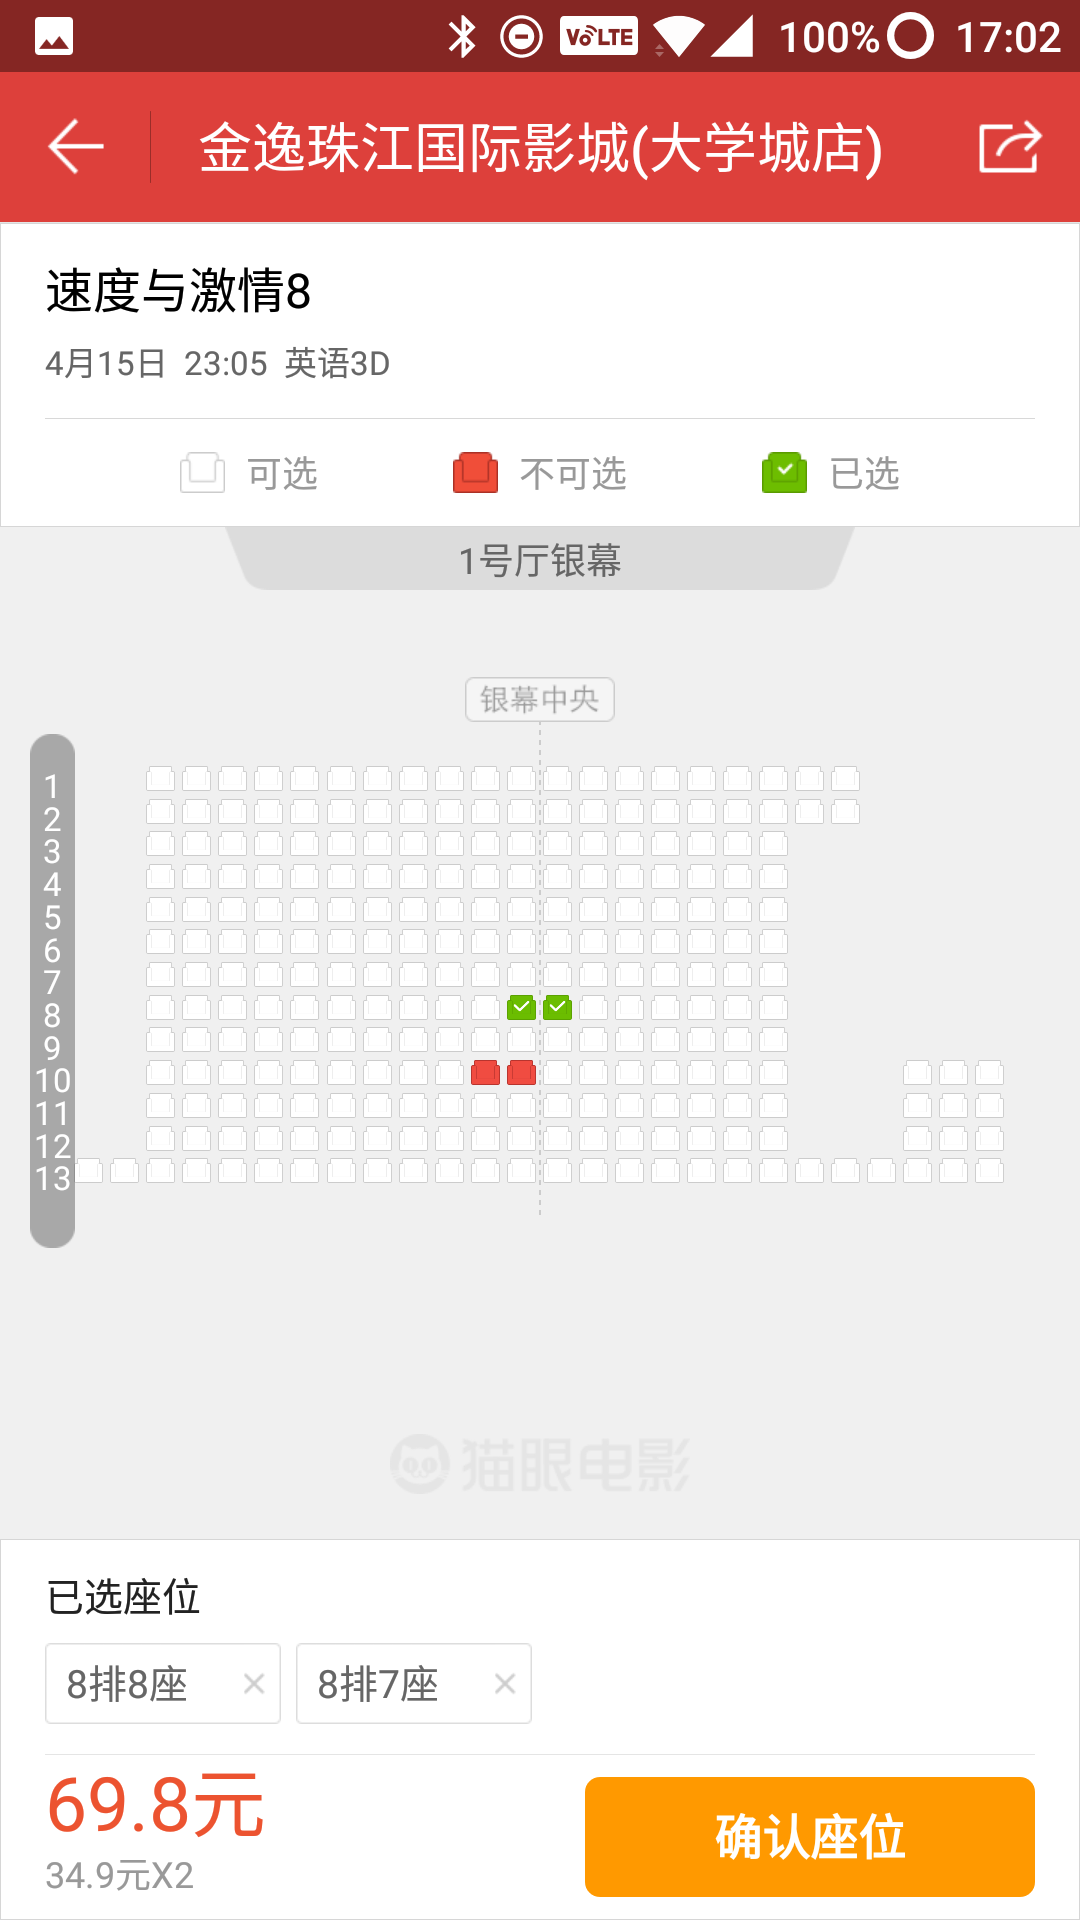 VoLTE 100% 17:02
金逸珠江国际影城(大学城店)
速度与激情8
4月15日 23:05 英语3D
可选 不可选 已选
1号厅银幕
银幕中央
1
2
3
4
5
6
7
8
9
10
11
12
13
猫眼电影
已选座位
8排8座 8排7座
69.8元
34.9元X2
确认座位